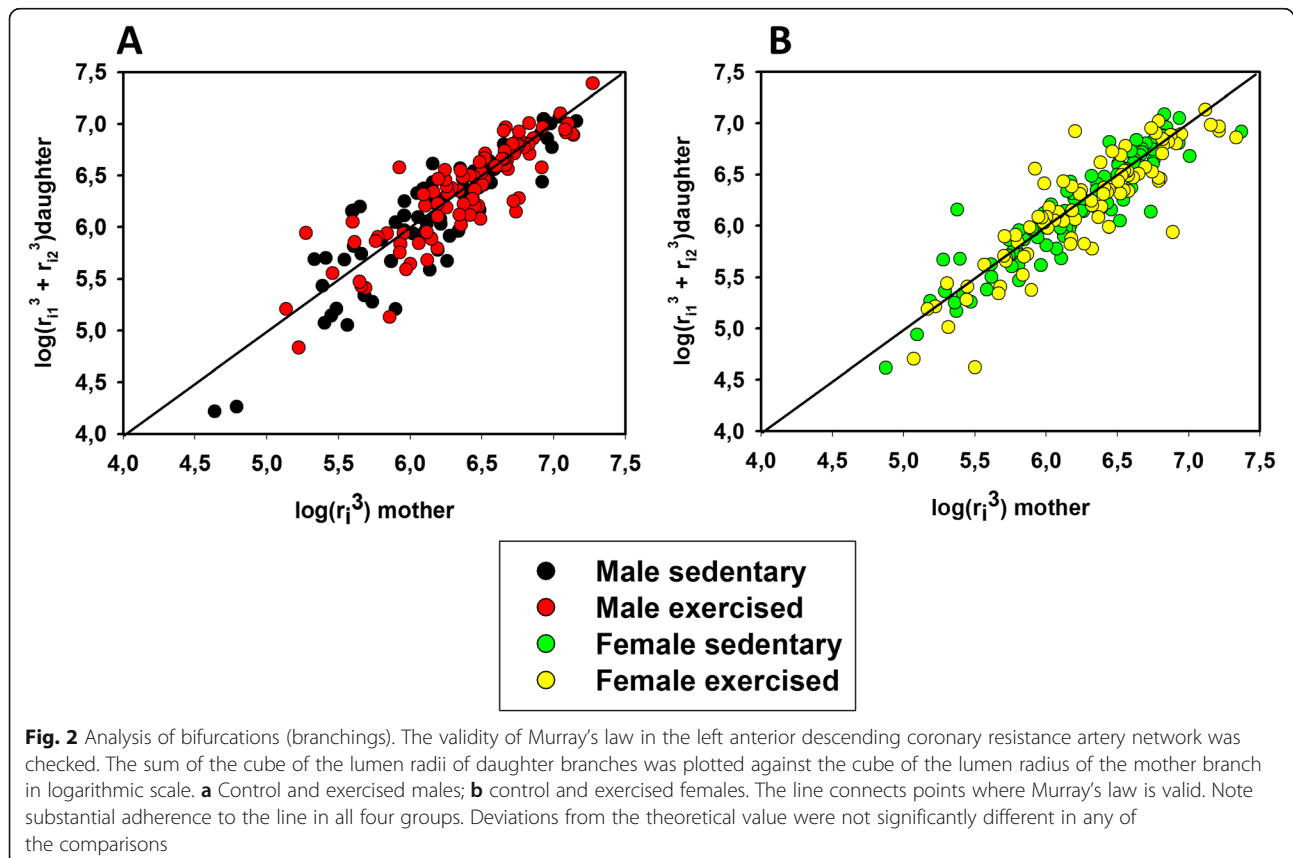 A
B
7,5
7,0
6,5
6,0
5,5
5,0
4,5
4,0
log(r_i1^3 + r_i2^3)daughter
4,0 5,0 5,5 6,0 6,5 7,0 7,5
log(r_i^3) mother
7,5
7,0
6,5
6,0
5,5
5,0
4,5
4,0
log(r_i1^3 + r_i2^3)daughter
4,0 4,5 5,0 5,5 6,0 6,5 7,0 7,5
log(r_i^3) mother
Male sedentary
Male exercised
Female sedentary
Female exercised
Fig. 2 Analysis of bifurcations (branchings). The validity of Murray's law in the left anterior descending coronary resistance artery network was
checked. The sum of the cube of the lumen radii of daughter branches was plotted against the cube of the lumen radius of the mother branch
in logarithmic scale. a Control and exercised males; b control and exercised females. The line connects points where Murray's law is valid. Note
substantial adherence to the line in all four groups. Deviations from the theoretical value were not significantly different in any of
the comparisons